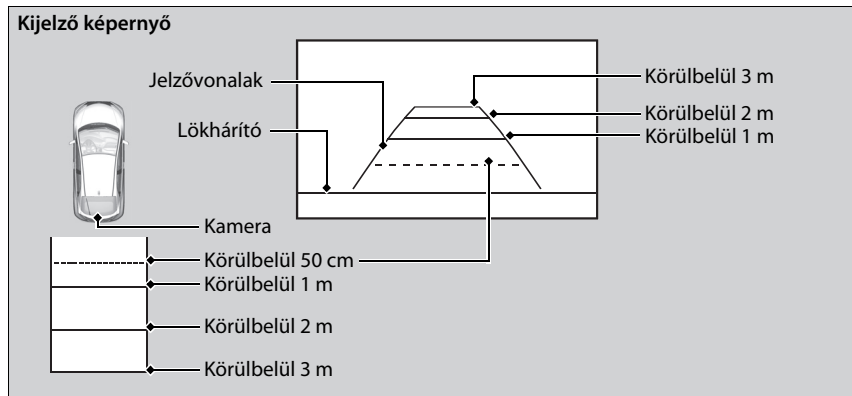 Kijelző képernyő
Jelzővonalak
Lökhárító
Körülbelül 3 m
Körülbelül 2 m
Körülbelül 1 m
Kamera
Körülbelül 50 cm
Körülbelül 1 m
Körülbelül 2 m
Körülbelül 3 m